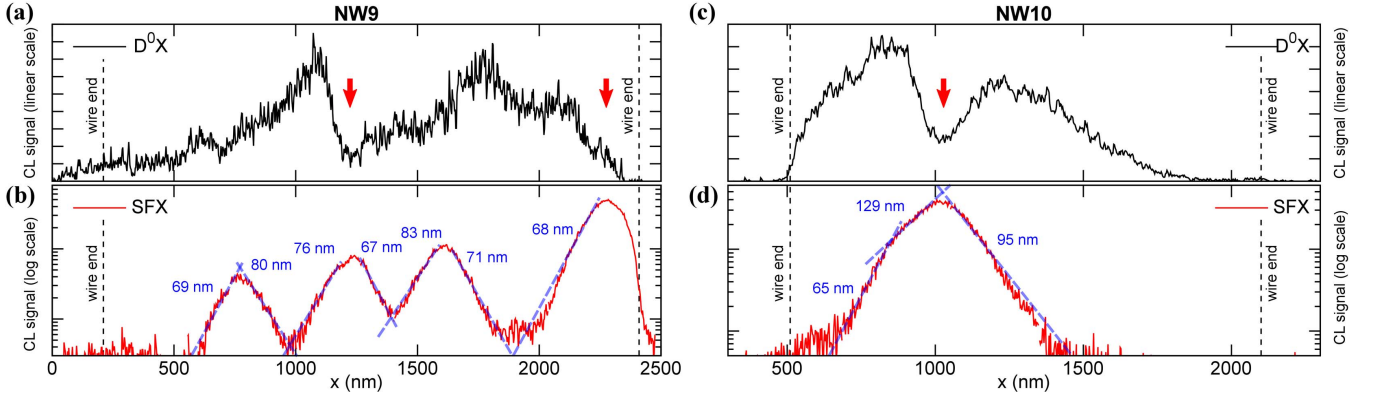 (a)
NW9
CL signal (linear scale)
D⁰X
wire end
wire end
(b)
CL signal (log scale)
SFX
wire end
69 nm
80 nm
76 nm
67 nm
83 nm
71 nm
68 nm
0
500
1000
1500
2000
2500
x (nm)
(c)
NW10
D⁰X
wire end
wire end
CL signal (linear scale)
(d)
SFX
wire end
wire end
129 nm
95 nm
65 nm
CL signal (log scale)
500
1000
1500
2000
x (nm)